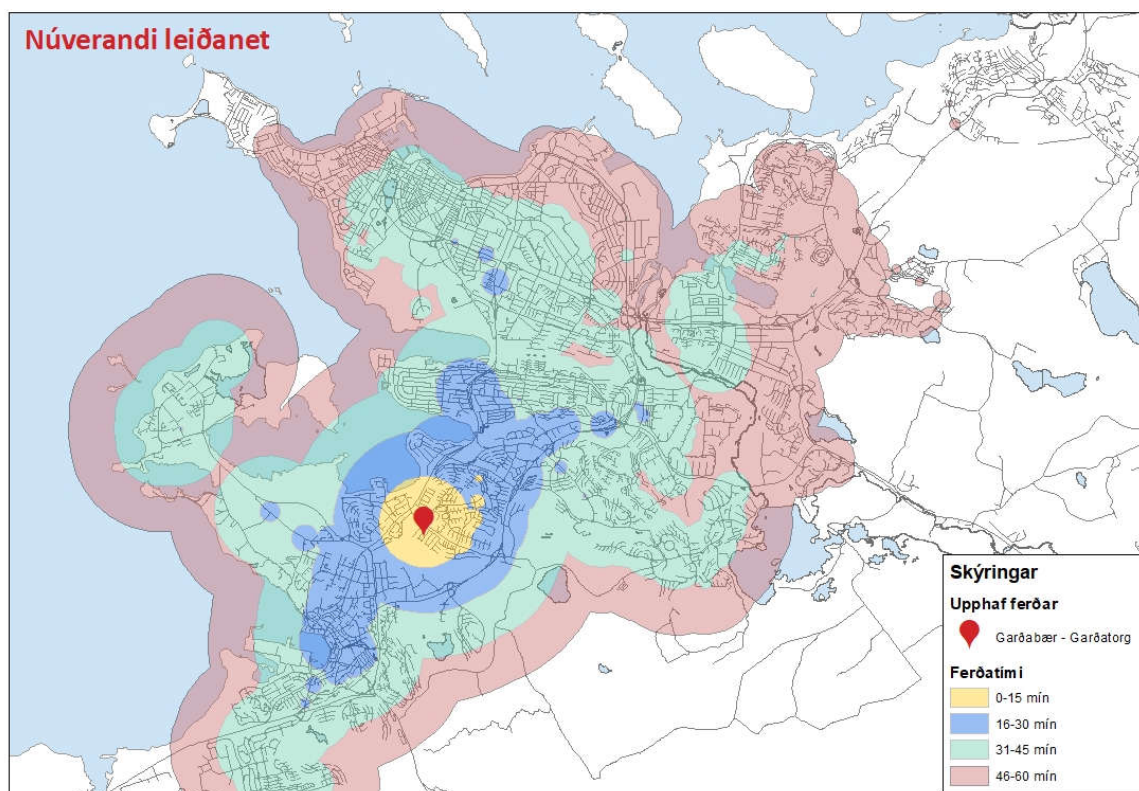 Núverandi leiðanet
Skýringar
Upphaf ferðar
Garðabær - Garðatorg
Ferðatími
0-15 mín
16-30 mín
31-45 mín
46-60 mín